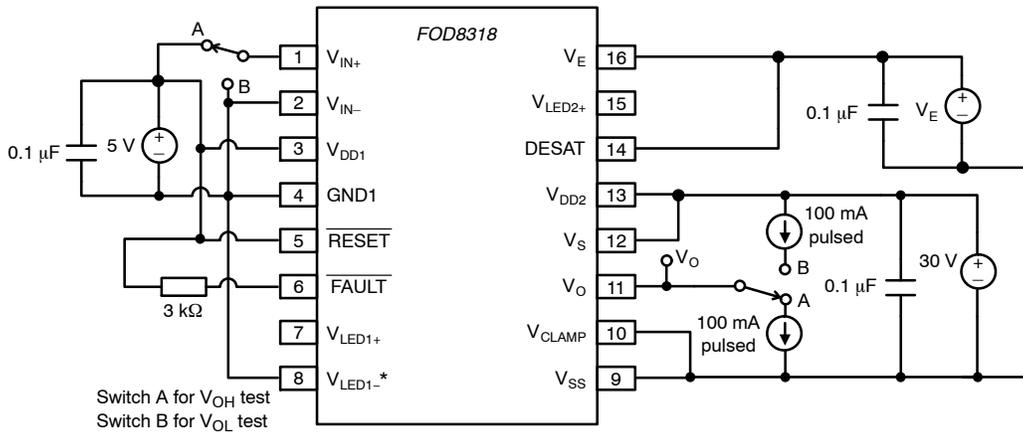 FOD8318
A
B
1 V_IN+
2 V_IN–
3 V_DD1
4 GND1
5 RESET
6 FAULT
7 V_LED1+
8 V_LED1–*
V_E 16
V_LED2+ 15
DESAT 14
V_DD2 13
V_S 12
V_O 11
V_CLAMP 10
V_SS 9
0.1 µF
5 V
+
–
3 kΩ
0.1 µF
V_E
+
–
100 mA
pulsed
B
V_O
A
100 mA
pulsed
0.1 µF
30 V
+
–
Switch A for V_OH test
Switch B for V_OL test